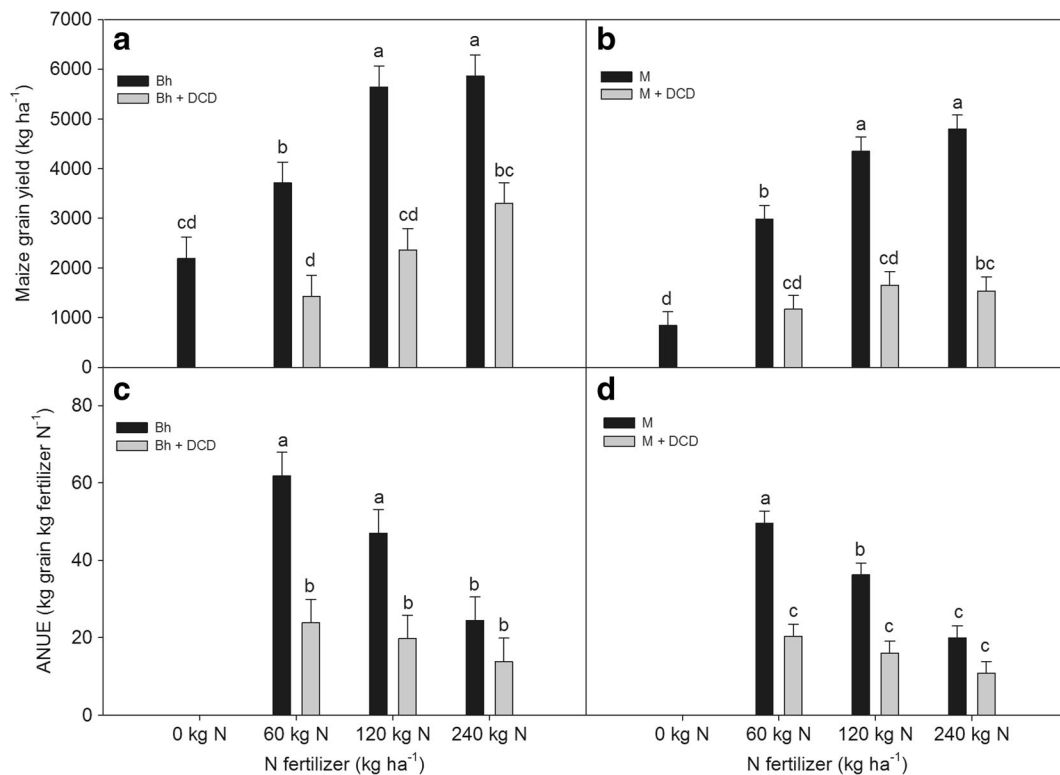 a
b
Maize grain yield (kg ha⁻¹)
7000
6000
5000
4000
3000
2000
1000
0
Bh
Bh + DCD
M
M + DCD
cd
b
d
a
cd
a
bc
d
b
cd
a
cd
a
bc
c
d
ANUE (kg grain kg fertilizer N⁻¹)
80
60
40
20
0
Bh
Bh + DCD
M
M + DCD
a
b
a
b
b
b
a
c
b
c
c
c
0 kg N 60 kg N 120 kg N 240 kg N
0 kg N 60 kg N 120 kg N 240 kg N
N fertilizer (kg ha⁻¹)
N fertilizer (kg ha⁻¹)